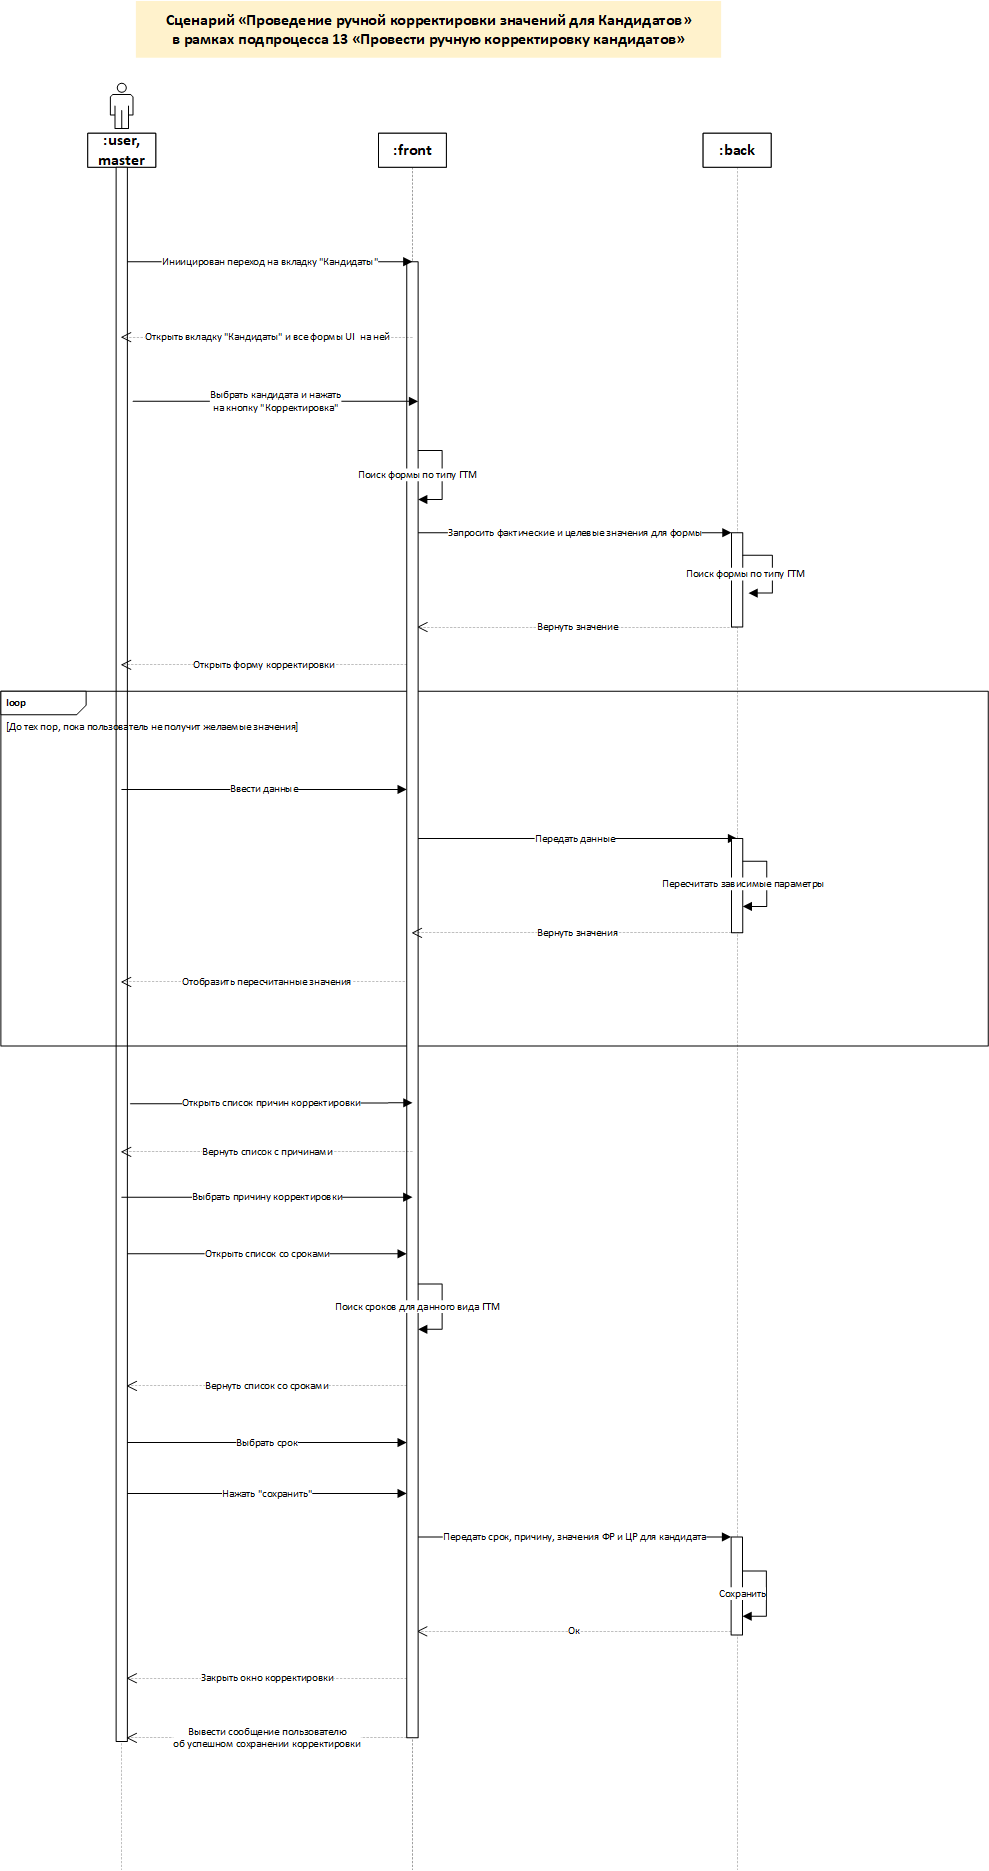 Сценарий «Проведение ручной корректировки значений для Кандидатов»
в рамках подпроцесса 13 «Провести ручную корректировку кандидатов»
:user,
master
:front
:back
Иниицирован переход на вкладку "Кандидаты"
Открыть вкладку "Кандидаты" и все формы UI на ней
Выбрать кандидата и нажать
на кнопку "Корректировка"
Поиск формы по типу ГТМ
Запросить фактические и целевые значения для формы
Поиск формы по типу ГТМ
Вернуть значение
Открыть форму корректировки
loop
[До тех пор, пока пользователь не получит желаемые значения]
Ввести данные
Передать данные
Пересчитать зависимые параметры
Вернуть значения
Отобразить пересчитанные значения
Открыть список причин корректировки
Вернуть список с причинами
Выбрать причину корректировки
Открыть список со сроками
Поиск сроков для данного вида ГТМ
Вернуть список со сроками
Выбрать срок
Нажать "сохранить"
Передать срок, причину, значения ФР и ЦР для кандидата
Сохранить
Ок
Закрыть окно корректировки
Вывести сообщение пользователю
об успешном сохранении корректировки